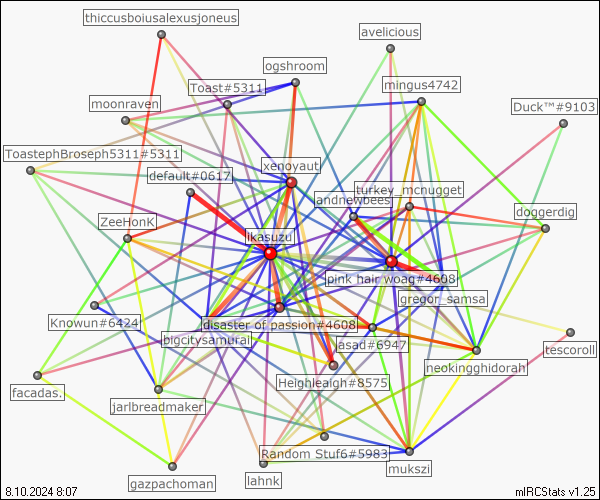 thiccusboiusalexusjoneus
avelicious
ogshroom
Toast#5311
mingus4742
moonraven
Duck™#9103
ToastephBroseph5311#5311
xenoyaut
default#0617
turkey_mcnugget
andnewbees
doggerdig
ZeeHonK
ikasuzu
pink hair woag#4608
gregor_samsa
Knowun#6424
disaster of passion#4608
bigcitysamurai
asad#6947
tescoroll
neokingghidorah
Heighleaigh#8575
facadas.
jarlbreadmaker
Random Stuf6#5983
mukszi
lahnk
gazpachoman
8.10.2024 8:07
mIRCStats v1.25